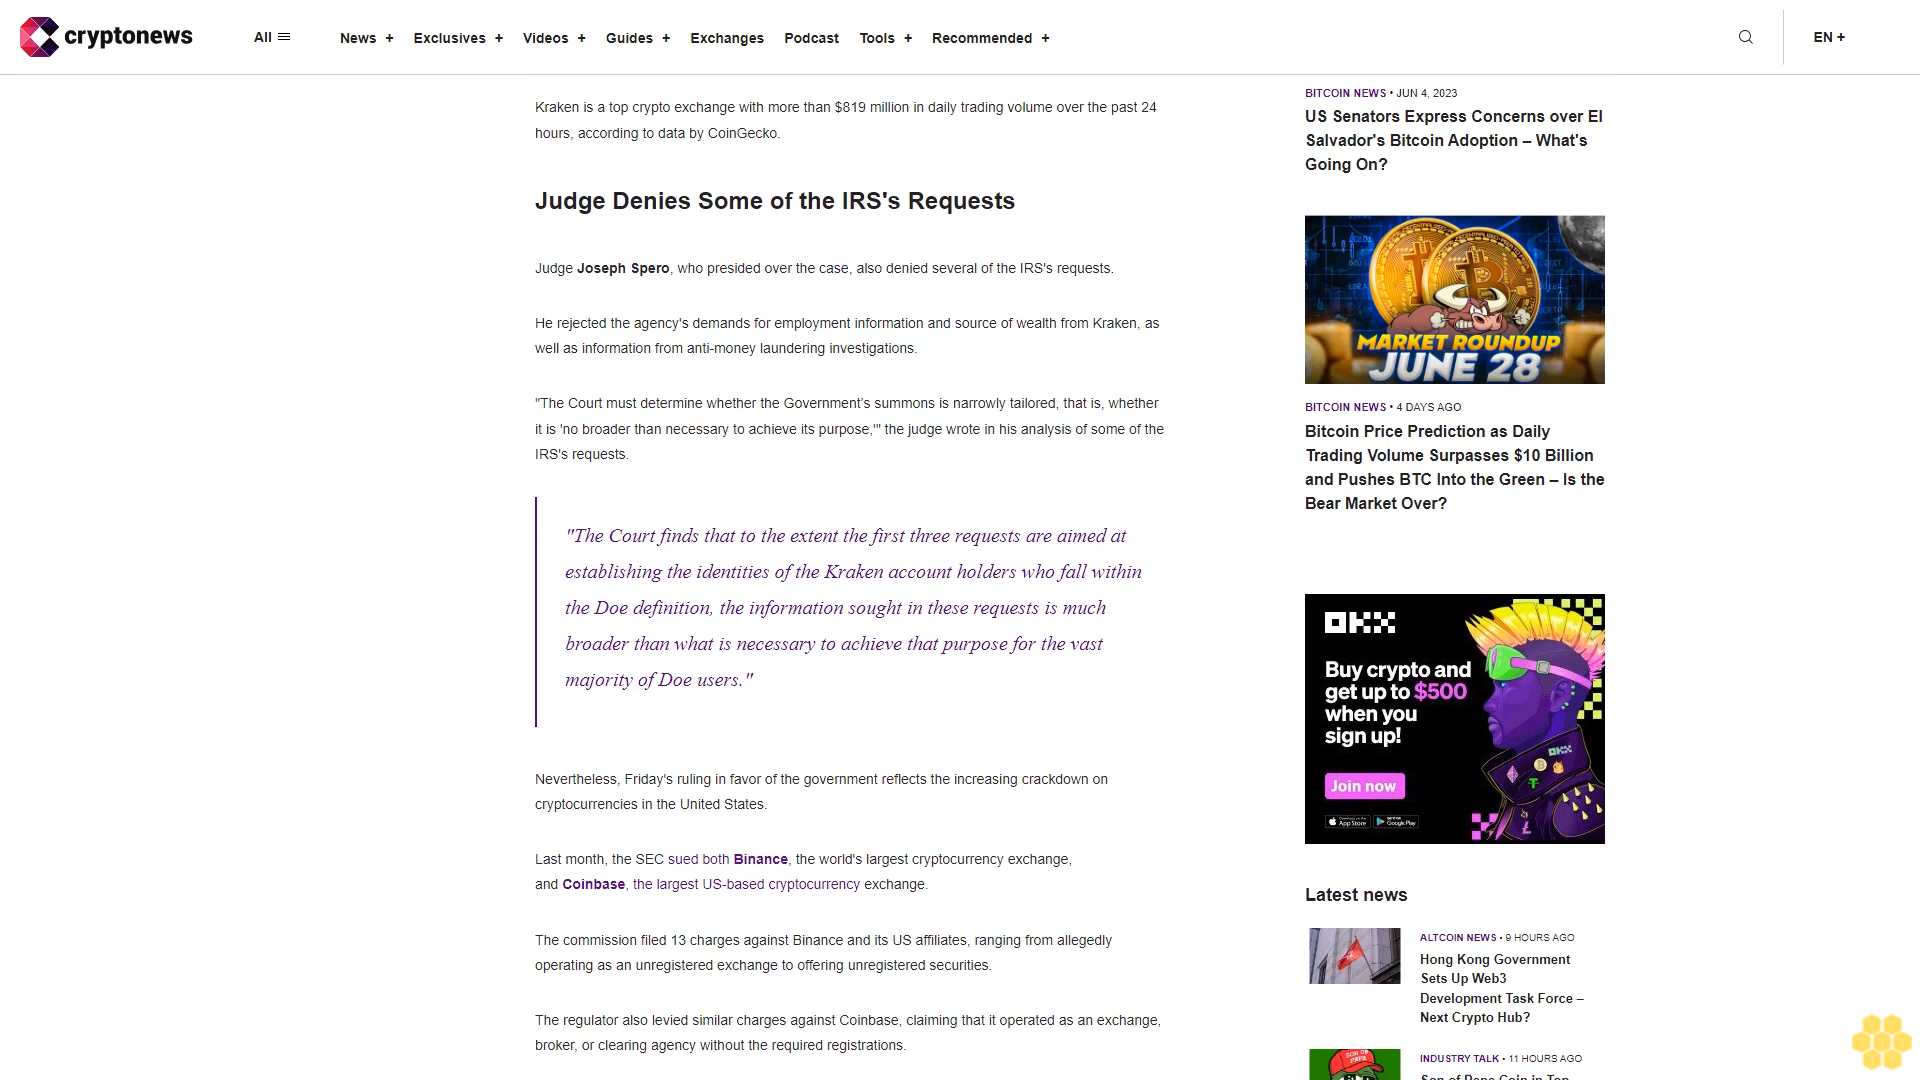 cryptonews
All
News +
Exclusives +
Videos +
Guides +
Exchanges
Podcast
Tools +
Recommended +
EN +
Kraken is a top crypto exchange with more than $819 million in daily trading volume over the past 24
hours, according to data by CoinGecko.
Judge Denies Some of the IRS's Requests
Judge Joseph Spero, who presided over the case, also denied several of the IRS's requests.
He rejected the agency's demands for employment information and source of wealth from Kraken, as
well as information from anti-money laundering investigations.
"The Court must determine whether the Government's summons is narrowly tailored, that is, whether
it is 'no broader than necessary to achieve its purpose,'" the judge wrote in his analysis of some of the
IRS's requests.
"The Court finds that to the extent the first three requests are aimed at
establishing the identities of the Kraken account holders who fall within
the Doe definition, the information sought in these requests is much
broader than what is necessary to achieve that purpose for the vast
majority of Doe users."
Nevertheless, Friday's ruling in favor of the government reflects the increasing crackdown on
cryptocurrencies in the United States.
Last month, the SEC sued both Binance, the world's largest cryptocurrency exchange,
and Coinbase, the largest US-based cryptocurrency exchange.
The commission filed 13 charges against Binance and its US affiliates, ranging from allegedly
operating as an unregistered exchange to offering unregistered securities.
The regulator also levied similar charges against Coinbase, claiming that it operated as an exchange,
broker, or clearing agency without the required registrations.
BITCOIN NEWS • JUN 4, 2023
US Senators Express Concerns over El
Salvador's Bitcoin Adoption – What's
Going On?
MARKET ROUNDUP
JUNE 28
BITCOIN NEWS • 4 DAYS AGO
Bitcoin Price Prediction as Daily
Trading Volume Surpasses $10 Billion
and Pushes BTC Into the Green – Is the
Bear Market Over?
OKX
Buy crypto and
get up to $500
when you
sign up!
Join now
App Store
Google Play
OKX
Latest news
ALTCOIN NEWS • 9 HOURS AGO
Hong Kong Government
Sets Up Web3
Development Task Force –
Next Crypto Hub?
INDUSTRY TALK • 11 HOURS AGO